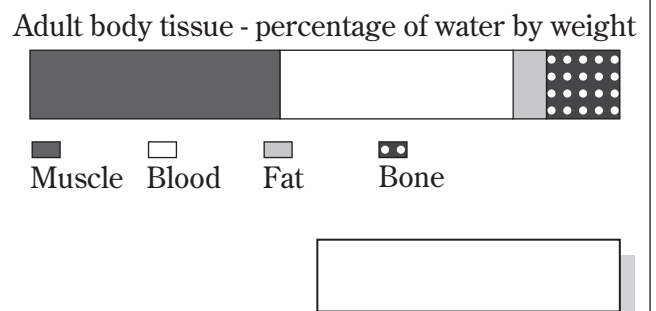 Adult body tissue - percentage of water by weight
Muscle Blood Fat Bone